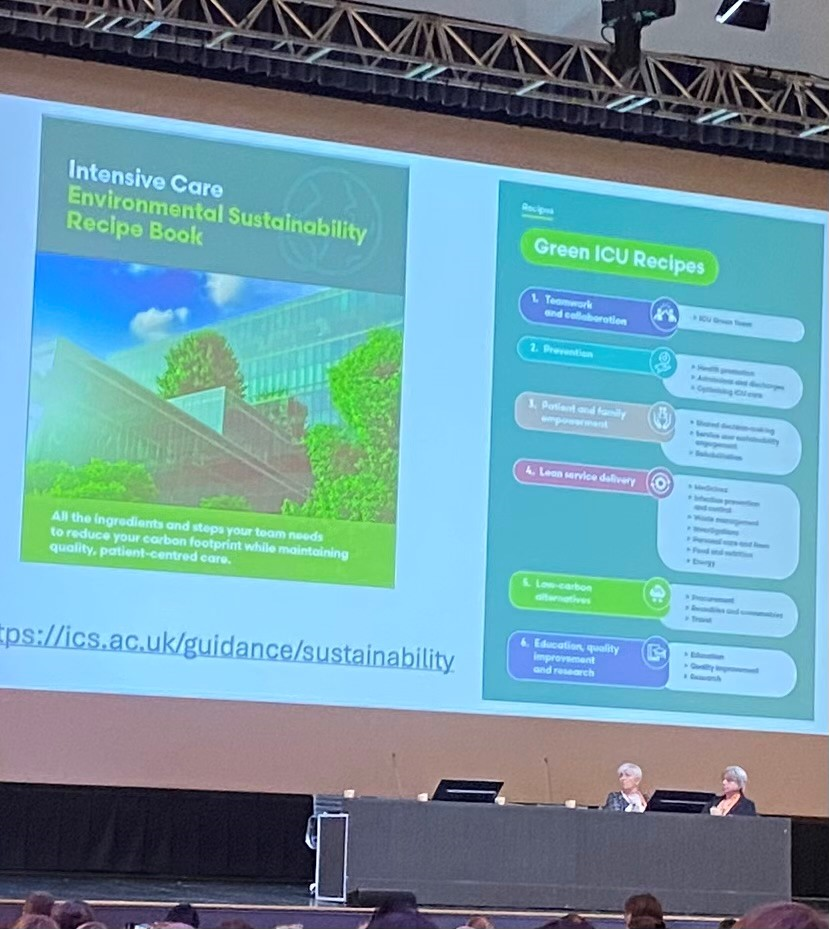 Intensive Care
Environmental Sustainability
Recipe Book
All the ingredients and steps your team needs
to reduce your carbon footprint while maintaining
quality, patient-centred care.
tps://ics.ac.uk/guidance/sustainability
Recipes
Green ICU Recipes
1. Teamwork
and collaboration
• ICU Green Team
2. Prevention
• Health promotion
• Admissions and discharges
• Optimising ICU care
3. Patient and family
empowerment
• Shared decision-making
• Service user sustainability
engagement
• Rehabilitation
4. Lean service delivery
• Medicines
• Infection prevention
and control
• Waste management
• Investigations
• Personal care and linen
• Food and nutrition
• Energy
5. Low-carbon
alternatives
• Procurement
• Reusables and consumables
• Travel
6. Education, quality
improvement
and research
• Education
• Quality improvement
• Research